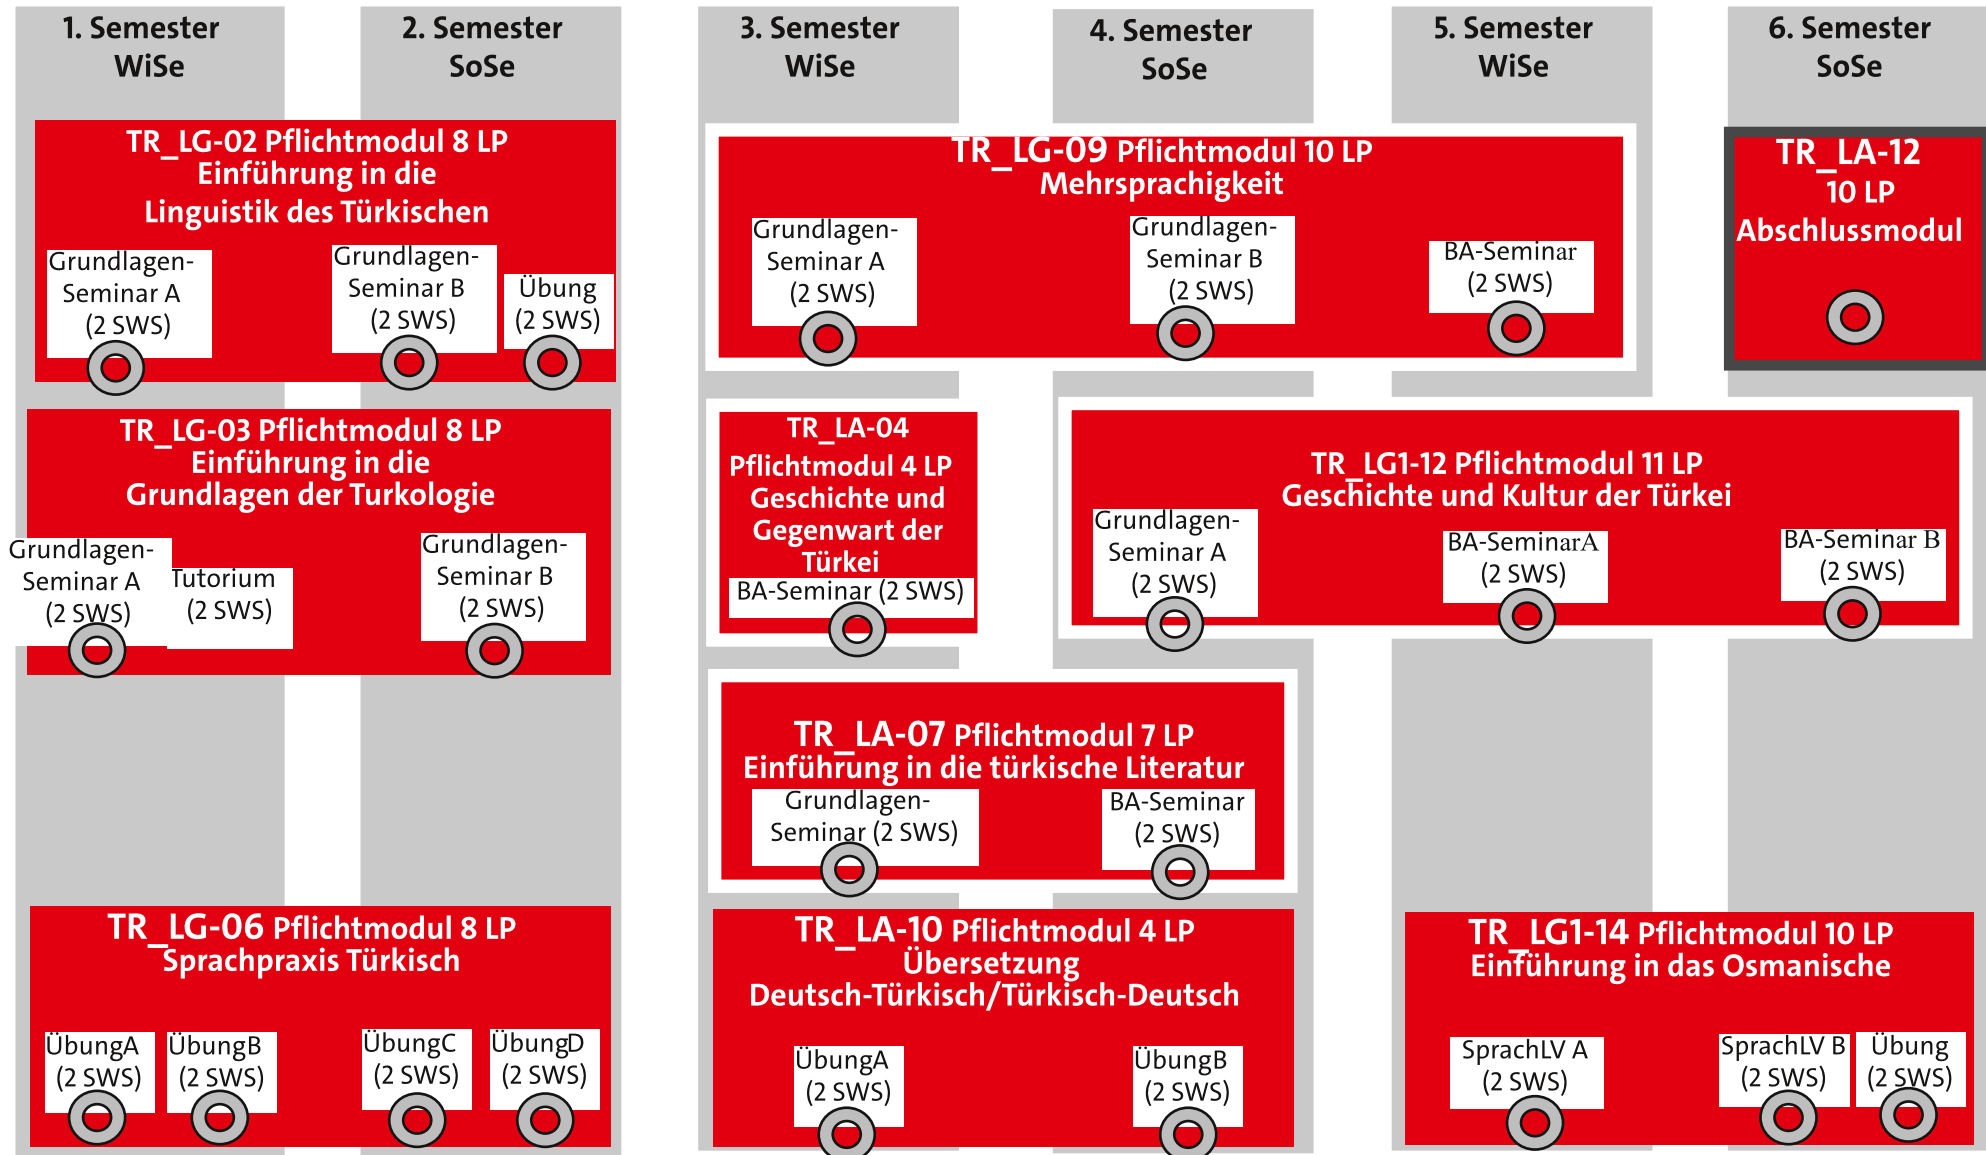 1. Semester
WiSe
2. Semester
SoSe
3. Semester
WiSe
4. Semester
SoSe
5. Semester
WiSe
6. Semester
SoSe
TR_LG-02 Pflichtmodul 8 LP
Einführung in die
Linguistik des Türkischen
Grundlagen-
Seminar A
(2 SWS)
Grundlagen-
Seminar B
(2 SWS)
Übung
(2 SWS)
TR_LG-09 Pflichtmodul 10 LP
Mehrsprachigkeit
Grundlagen-
Seminar A
(2 SWS)
Grundlagen-
Seminar B
(2 SWS)
BA-Seminar
(2 SWS)
TR_LA-12
10 LP
Abschlussmodul
TR_LG-03 Pflichtmodul 8 LP
Einführung in die
Grundlagen der Turkologie
Grundlagen-
Seminar A
(2 SWS)
Tutorium
(2 SWS)
Grundlagen-
Seminar B
(2 SWS)
TR_LA-04
Pflichtmodul 4 LP
Geschichte und
Gegenwart der
Türkei
BA-Seminar (2 SWS)
TR_LG1-12 Pflichtmodul 11 LP
Geschichte und Kultur der Türkei
Grundlagen-
Seminar A
(2 SWS)
BA-SeminarA
(2 SWS)
BA-Seminar B
(2 SWS)
TR_LA-07 Pflichtmodul 7 LP
Einführung in die türkische Literatur
Grundlagen-
Seminar (2 SWS)
BA-Seminar
(2 SWS)
TR_LG-06 Pflichtmodul 8 LP
Sprachpraxis Türkisch
ÜbungA
(2 SWS)
ÜbungB
(2 SWS)
ÜbungC
(2 SWS)
ÜbungD
(2 SWS)
TR_LA-10 Pflichtmodul 4 LP
Übersetzung
Deutsch-Türkisch/Türkisch-Deutsch
ÜbungA
(2 SWS)
ÜbungB
(2 SWS)
TR_LG1-14 Pflichtmodul 10 LP
Einführung in das Osmanische
SprachLV A
(2 SWS)
SprachLV B
(2 SWS)
Übung
(2 SWS)